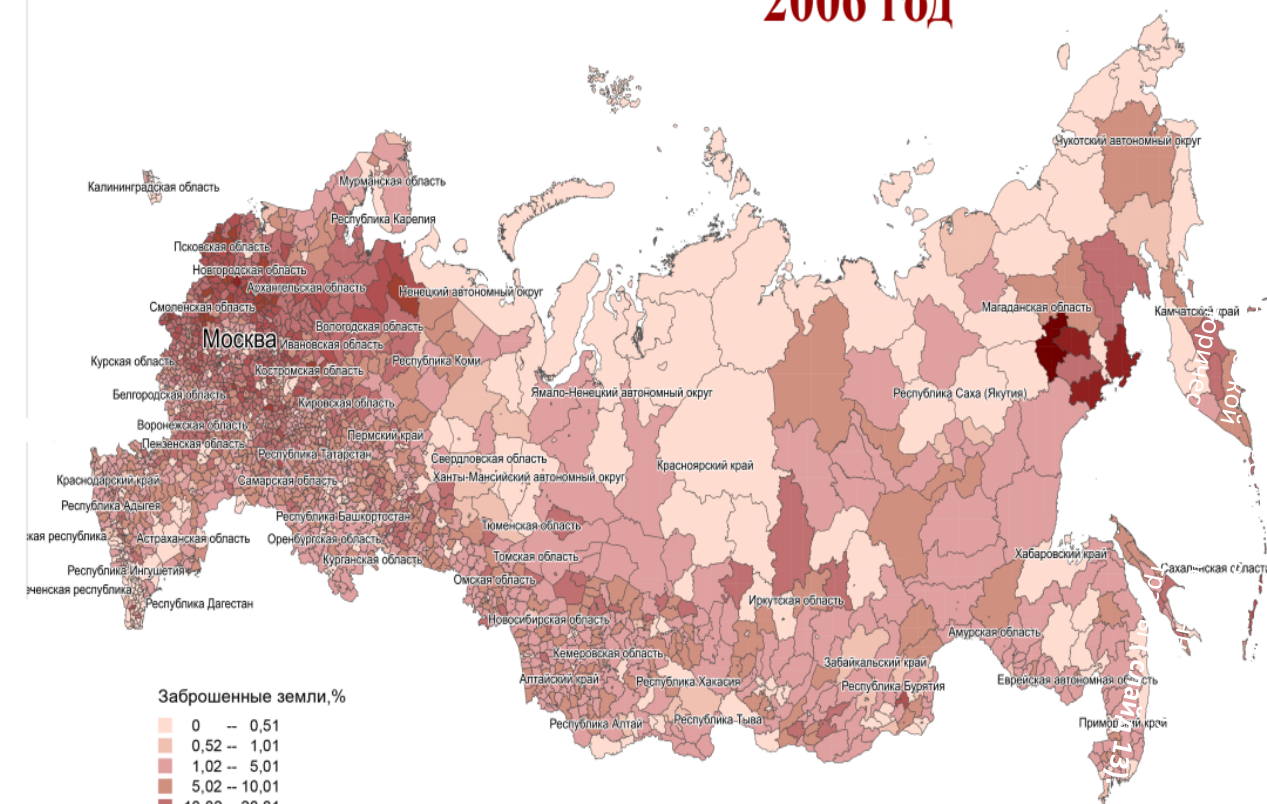 2006 год
Чукотский автономный округ
Калининградская область
Мурманская область
Республика Карелия
Псковская область
Новгородская область
Архангельская область
Ненецкий автономный округ
Смоленская область
Магаданская область
Камчатский край
Вологодская область
Москва
Ивановская область
Курская область
Республика Коми
Костромская область
Белгородская область
Ямало-Ненецкий автономный округ
Республика Саха (Якутия)
Кировская область
Воронежская область
Пермский край
Пензенская область
Республика Татарстан
Свердловская область
Красноярский край
Краснодарский край
Самарская область
Ханты-Мансийский автономный округ
Республика Адыгея
Республика Башкортостан
Тюменская область
ская республика
Астраханская область
Оренбургская область
Томская область
Хабаровский край
Курганская область
Республика Ингушетия
Сахалинская область
Омская область
еченская республика
Иркутская область
Республика Дагестан
Новосибирская область
Амурская область
Кемеровская область
Забайкальский край
Алтайский край
Республика Хакасия
Республика Бурятия
Еврейская автономная область
Республика Алтай
Республика Тыва
Приморский край
Заброшенные земли,%
0 -- 0,51
0,52 -- 1,01
1,02 -- 5,01
5,02 -- 10,01